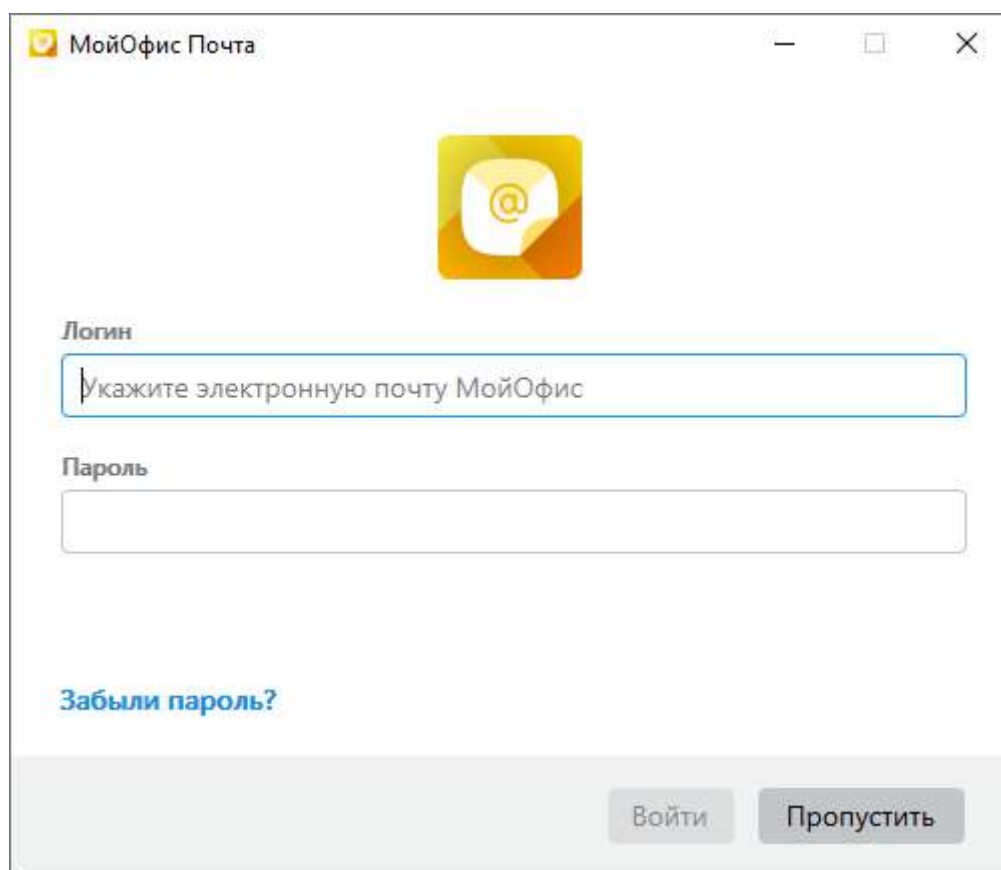 МойОфис Почта
@
Логин
Укажите электронную почту МойОфис
Пароль
Забыли пароль?
Войти Пропустить